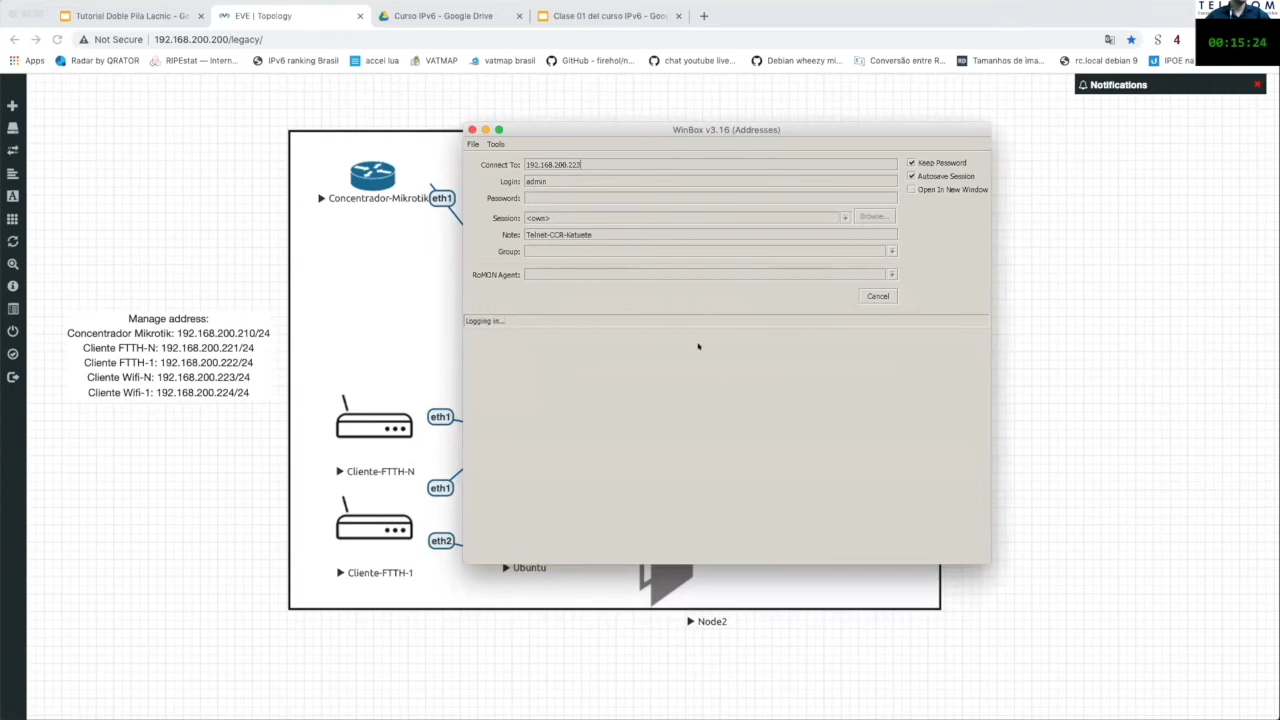 Tutorial Doble Pila Lacnic - Go
EVE | Topology
Curso IPv6 - Google Drive
Clase 01 del curso IPv6 - Goo
TELECOM
Not Secure | 192.168.200.200/legacy/
S 4
00:15:24
Apps
Radar by QRATOR
RIPEstat — Intern...
IPv6 ranking Brasil
accel lua
VATMAP
vatmap brasil
GitHub - firehol/n...
chat youtube live...
Debian wheezy mi...
Conversão entre R...
RD Tamanhos de ima...
rc.local debian 9
IPOE na
Notifications
WinBox v3.16 (Addresses)
File Tools
Connect To: 192.168.200.223
Keep Password
Login: admin
Autosave Session
Password:
Open In New Window
Session: <own>
Browse...
Note: Telnet-CCR-Katuete
Group:
RoMON Agent:
Cancel
Logging in...
Concentrador-Mikrotik
eth1
Manage address:
Concentrador Mikrotik: 192.168.200.210/24
Cliente FTTH-N: 192.168.200.221/24
Cliente FTTH-1: 192.168.200.222/24
Cliente Wifi-N: 192.168.200.223/24
Cliente Wifi-1: 192.168.200.224/24
eth1
Cliente-FTTH-N
eth1
eth2
Cliente-FTTH-1
Ubuntu
Node2